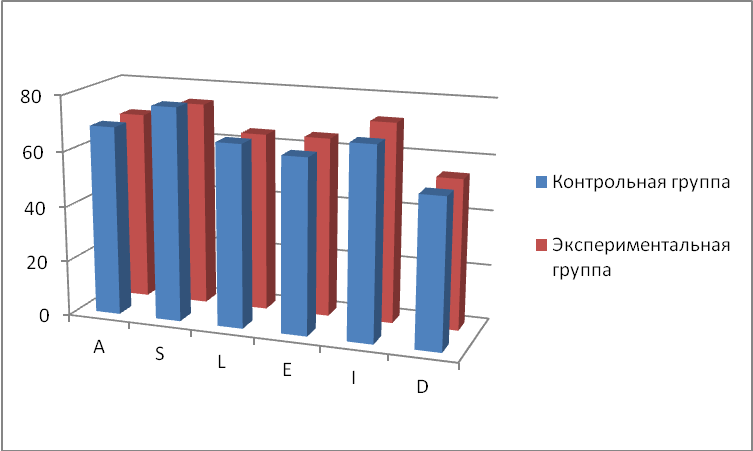 80
60
40
20
0
A
S
L
E
I
D
Контрольная группа
Экспериментальная
группа